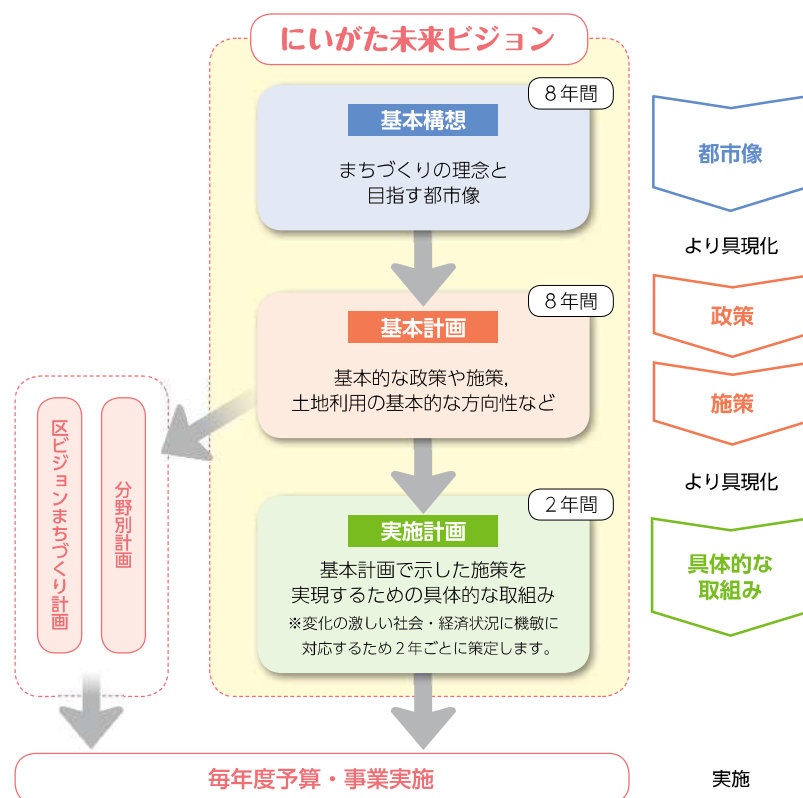 にいがた未来ビジョン
8年間
基本構想
まちづくりの理念と
目指す都市像
都市像
より具現化
8年間
基本計画
基本的な政策や施策,
土地利用の基本的な方向性など
政策
施策
より具現化
区ビジョンまちづくり計画
分野別計画
2年間
実施計画
基本計画で示した施策を
実現するための具体的な取組み
※変化の激しい社会・経済状況に機敏に
対応するため2年ごとに策定します。
具体的な
取組み
毎年度予算・事業実施
実施